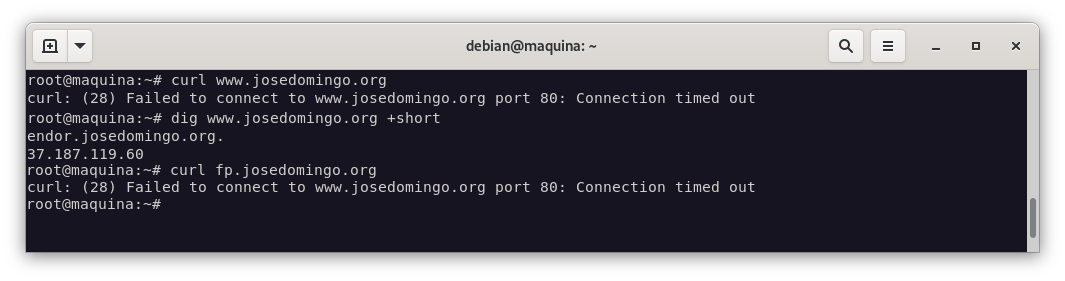 debian@maquina: ~
root@maquina:~# curl www.josedomingo.org
curl: (28) Failed to connect to www.josedomingo.org port 80: Connection timed out
root@maquina:~# dig www.josedomingo.org +short
endor.josedomingo.org.
37.187.119.60
root@maquina:~# curl fp.josedomingo.org
curl: (28) Failed to connect to www.josedomingo.org port 80: Connection timed out
root@maquina:~#